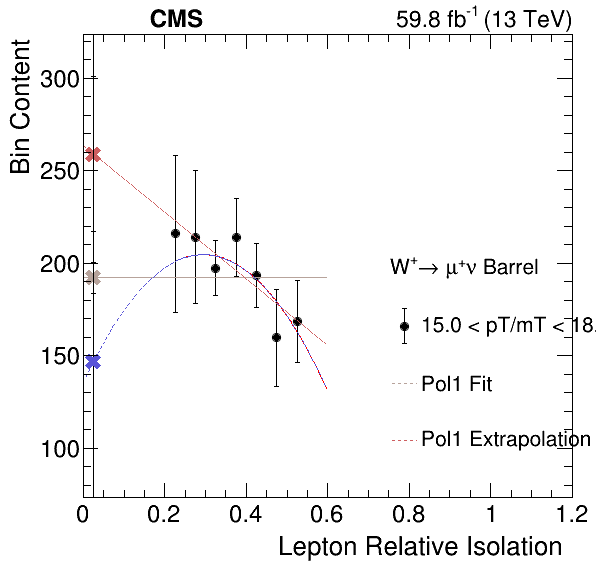 CMS
59.8 fb⁻¹ (13 TeV)
Bin Content
300
250
200
150
100
W⁺→ μ⁺ν Barrel
15.0 < pT/mT < 18.
Pol1 Fit
Pol1 Extrapolation
0 0.2 0.4 0.6 0.8 1 1.2
Lepton Relative Isolation